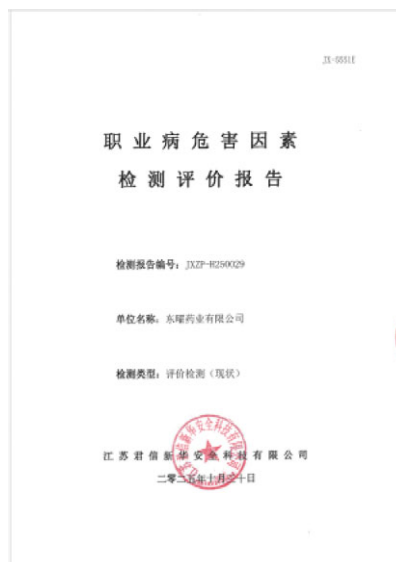 职业病危害因素
检测评价报告
检测报告编号：JXZP-R250029
单位名称：东曜药业有限公司
检测类型：评价检测（现状）
江苏君信新华安全科技有限公司